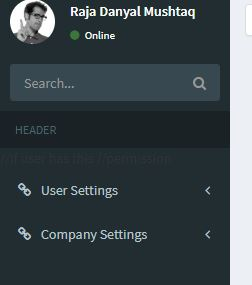 Raja Danyal Mushtaq
Online
Search...
HEADER
//if user has this //permission
User Settings
Company Settings